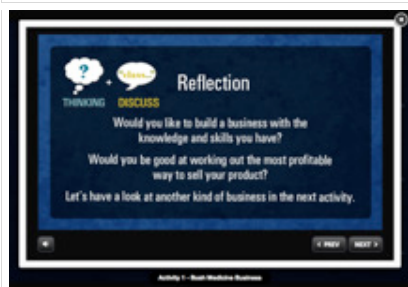 Reflection
THINKING + DISCUSS
Would you like to build a business with the
knowledge and skills you have?
Would you be good at working out the most profitable
way to sell your product?
Let's have a look at another kind of business in the next activity.
< PREV
NEXT >
Activity 1 - Bush Medicine Business